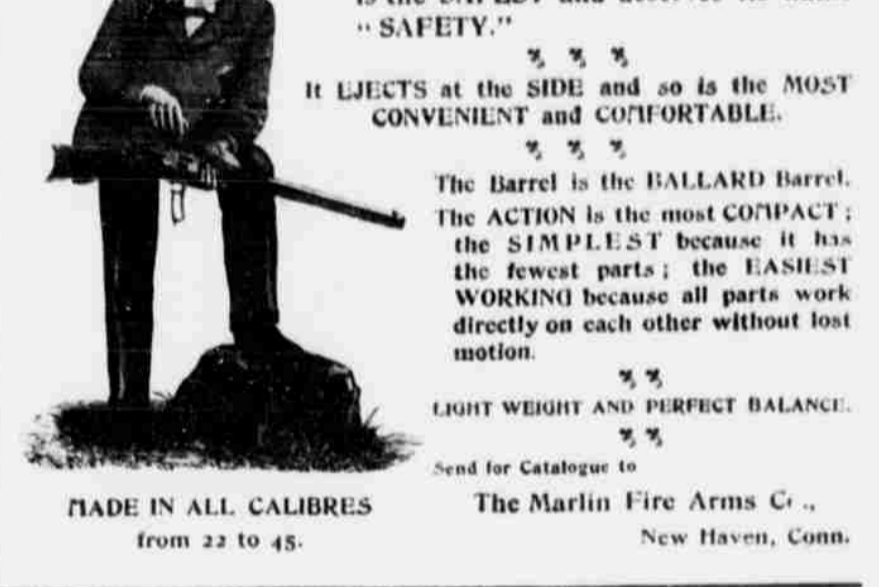 "SAFETY."
It EJECTS at the SIDE and so is the MOST
CONVENIENT and COMFORTABLE.
The Barrel is the BALLARD Barrel.
The ACTION is the most COMPACT;
the SIMPLEST because it has
the fewest parts; the EASIEST
WORKING because all parts work
directly on each other without lost
motion.
LIGHT WEIGHT AND PERFECT BALANCE.
Send for Catalogue to
The Marlin Fire Arms Co.,
New Haven, Conn.
MADE IN ALL CALIBRES
from 22 to 45.